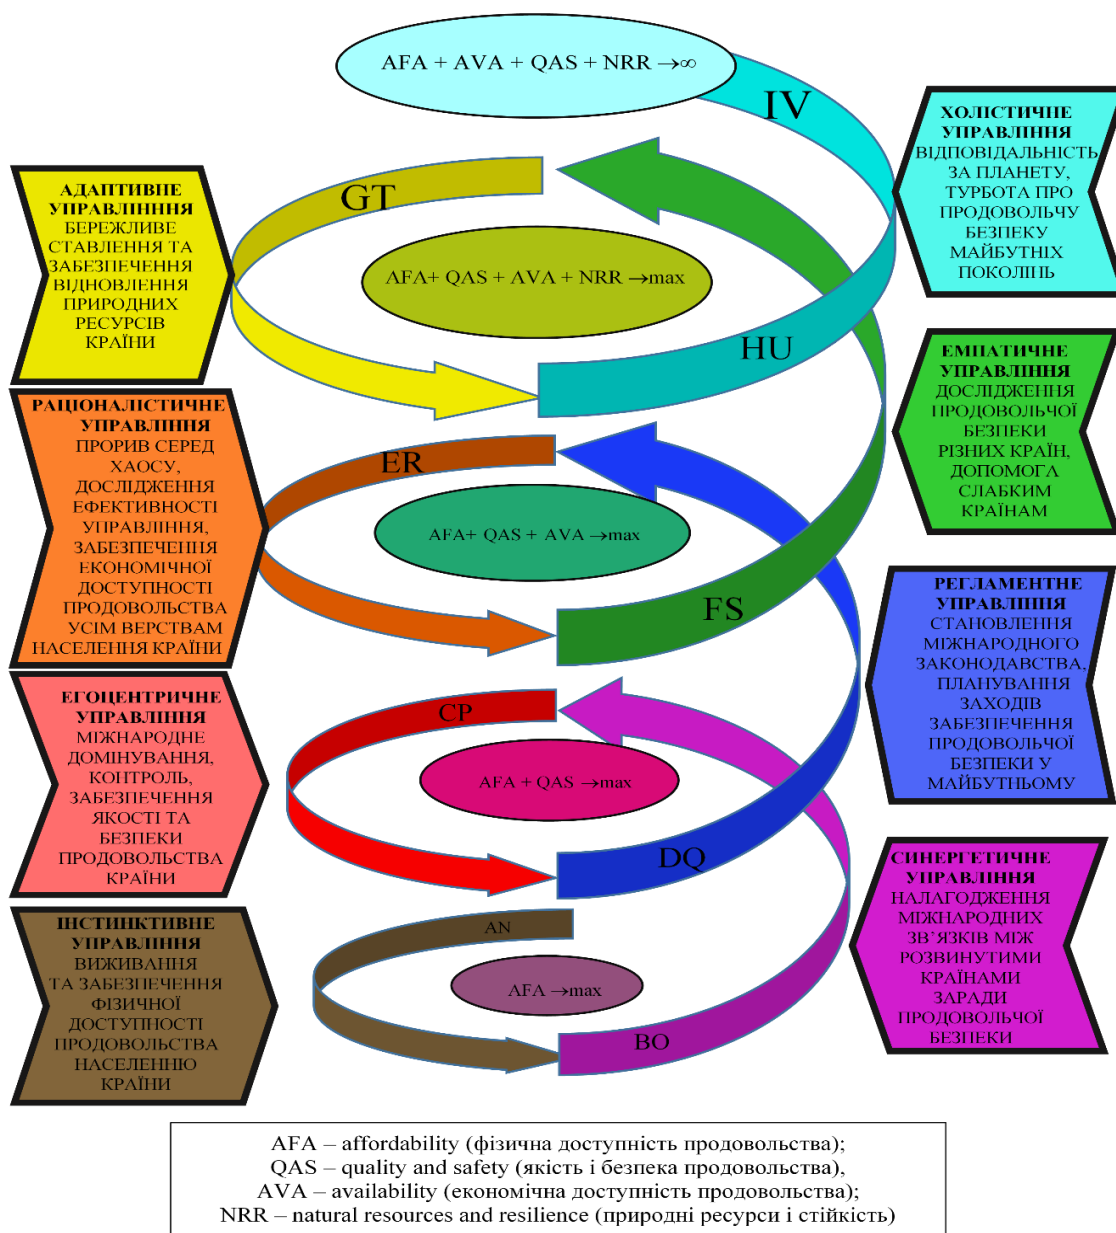 AFA + AVA + QAS + NRR →∞
IV
ХОЛІСТИЧНЕ
УПРАВЛІННЯ
ВІДПОВІДАЛЬНІСТЬ
ЗА ПЛАНЕТУ,
ТУРБОТА ПРО
ПРОДОВОЛЬЧУ
БЕЗПЕКУ
МАЙБУТНІХ
ПОКОЛІНЬ
GT
АДАПТИВНЕ
УПРАВЛІНННЯ
БЕРЕЖЛИВЕ
СТАВЛЕННЯ ТА
ЗАБЕЗПЕЧЕННЯ
ВІДНОВЛЕННЯ
ПРИРОДНИХ
РЕСУРСІВ
КРАЇНИ
AFA+ QAS + AVA + NRR →max
HU
ЕМПАТИЧНЕ
УПРАВЛІННЯ
ДОСЛІДЖЕННЯ
ПРОДОВОЛЬЧОЇ
БЕЗПЕКИ
РІЗНИХ КРАЇН,
ДОПОМОГА
СЛАБКИМ
КРАЇНАМ
РАЦІОНАЛІСТИЧНЕ
УПРАВЛІННЯ
ПРОРИВ СЕРЕД
ХАОСУ,
ДОСЛІДЖЕННЯ
ЕФЕКТИВНОСТІ
УПРАВЛІННЯ,
ЗАБЕЗПЕЧЕННЯ
ЕКОНОМІЧНОЇ
ДОСТУПНОСТІ
ПРОДОВОЛЬСТВА
УСІМ ВЕРСТВАМ
НАСЕЛЕННЯ КРАЇНИ
ER
AFA+ QAS + AVA →max
FS
РЕГЛАМЕНТНЕ
УПРАВЛІННЯ
СТАНОВЛЕННЯ
МІЖНАРОДНОГО
ЗАКОНОДАВСТВА,
ПЛАНУВАННЯ
ЗАХОДІВ
ЗАБЕЗПЕЧЕННЯ
ПРОДОВОЛЬЧОЇ
БЕЗПЕКИ У
МАЙБУТНЬОМУ
ЕГОЦЕНТРИЧНЕ
УПРАВЛІННЯ
МІЖНАРОДНЕ
ДОМІНУВАННЯ,
КОНТРОЛЬ,
ЗАБЕЗПЕЧЕННЯ
ЯКОСТІ ТА
БЕЗПЕКИ
ПРОДОВОЛЬСТВА
КРАЇНИ
CP
AFA + QAS →max
DQ
СИНЕРГЕТИЧНЕ
УПРАВЛІННЯ
НАЛАГОДЖЕННЯ
МІЖНАРОДНИХ
ЗВ’ЯЗКІВ МІЖ
РОЗВИНУТИМИ
КРАЇНАМИ
ЗАРАДИ
ПРОДОВОЛЬЧОЇ
БЕЗПЕКИ
ІНСТИНКТИВНЕ
УПРАВЛІННЯ
ВИЖИВАННЯ
ТА ЗАБЕЗПЕЧЕННЯ
ФІЗИЧНОЇ
ДОСТУПНОСТІ
ПРОДОВОЛЬСТВА
НАСЕЛЕННЮ
КРАЇНИ
AN
AFA →max
BO
AFA – affordability (фізична доступність продовольства);
QAS – quality and safety (якість і безпека продовольства),
AVA – availability (економічна доступність продовольства);
NRR – natural resources and resilience (природні ресурси і стійкість)